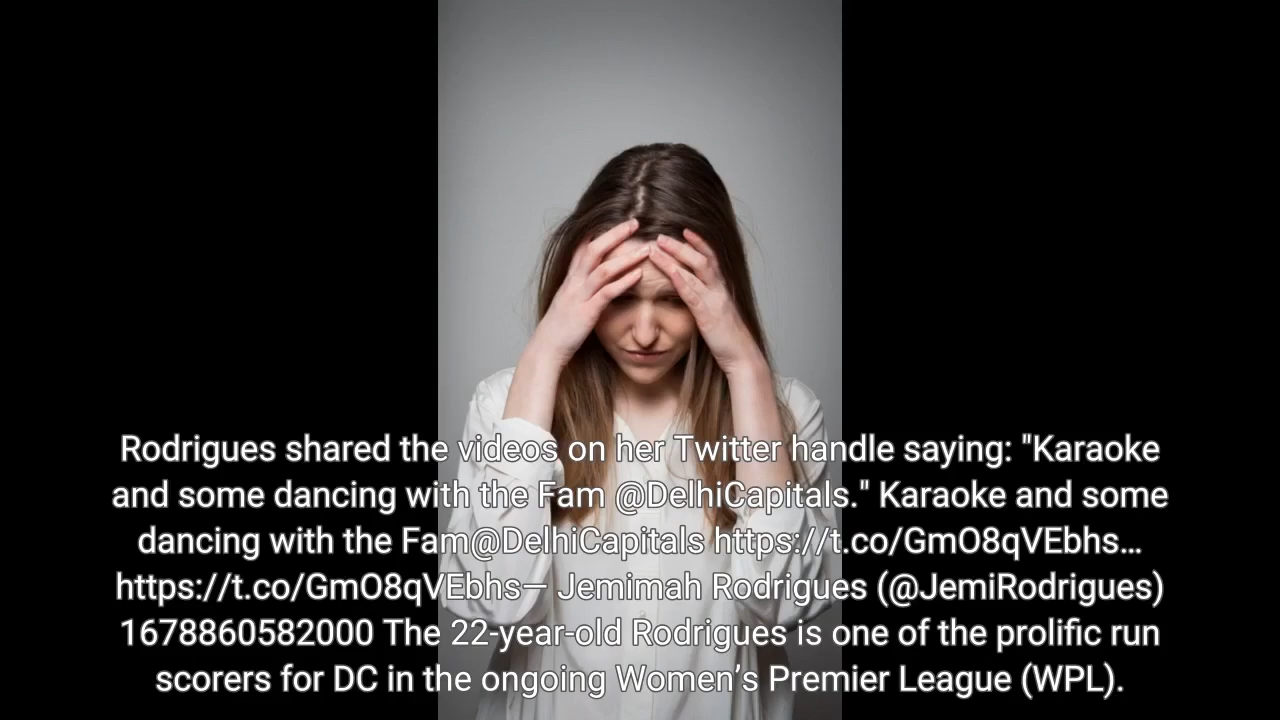 Rodrigues shared the videos on her Twitter handle saying: "Karaoke
and some dancing with the Fam @DelhiCapitals." Karaoke and some
dancing with the Fam@DelhiCapitals https://t.co/GmO8qVEbhs…
https://t.co/GmO8qVEbhs— Jemimah Rodrigues (@JemiRodrigues)
1678860582000 The 22-year-old Rodrigues is one of the prolific run
scorers for DC in the ongoing Women’s Premier League (WPL).